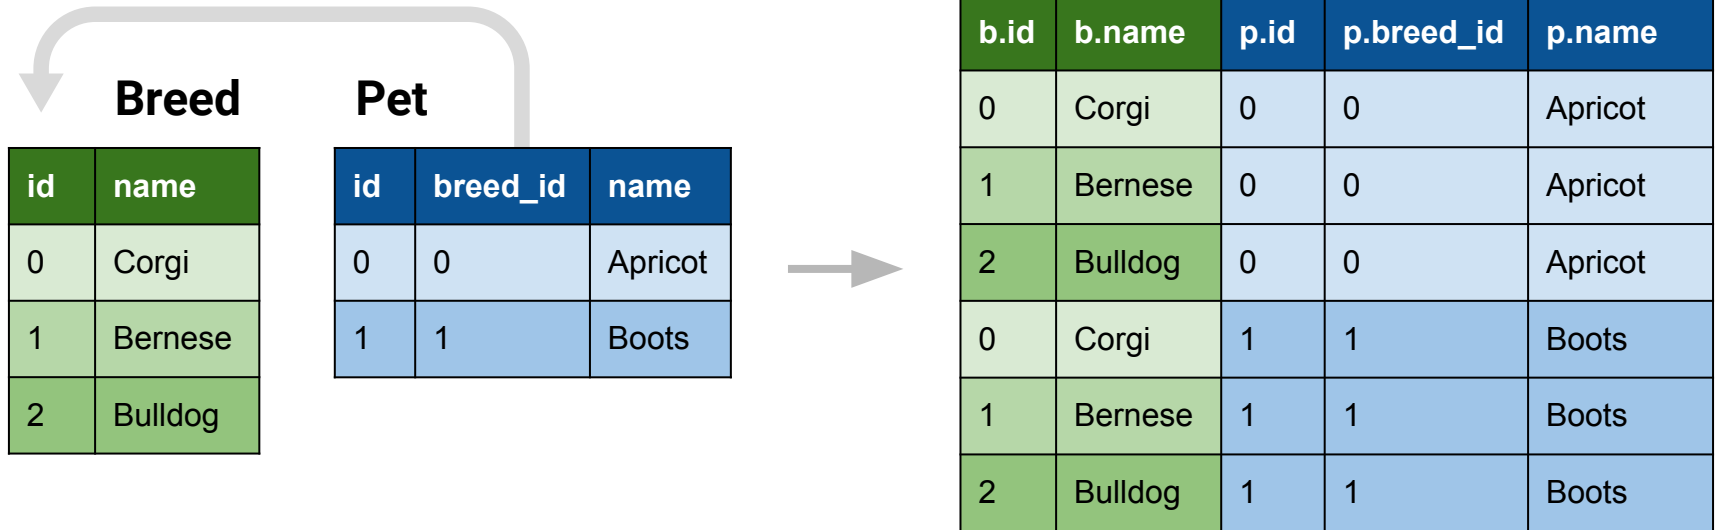 Breed
id name
0 Corgi
1 Bernese
2 Bulldog
Pet
id breed_id name
0 0 Apricot
1 1 Boots
b.id b.name p.id p.breed_id p.name
0 Corgi 0 0 Apricot
1 Bernese 0 0 Apricot
2 Bulldog 0 0 Apricot
0 Corgi 1 1 Boots
1 Bernese 1 1 Boots
2 Bulldog 1 1 Boots